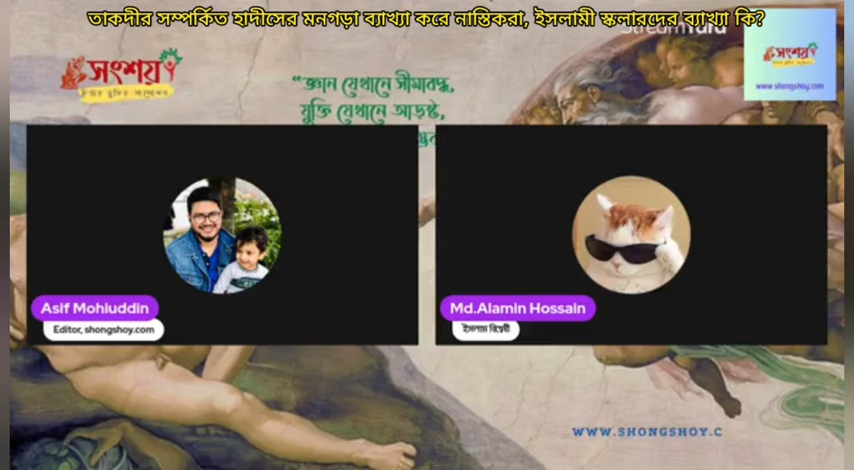 তাকদীর সম্পর্কিত হাদীসের মনগড়া ব্যাখ্যা করে নাস্তিকরা, ইসলামী স্কলারদের ব্যাখ্যা কি?
StreamYard
সংশয়
সংশয়
www.shongshoy.com
“জ্ঞান যেখানে সীমাবদ্ধ,
যুক্তি যেখানে আড়ষ্ট,
Asif Mohiuddin
Editor, shongshoy.com
Md.Alamin Hossain
ইসলাম বিদ্বেষী
WWW.SHONGSHOY.C